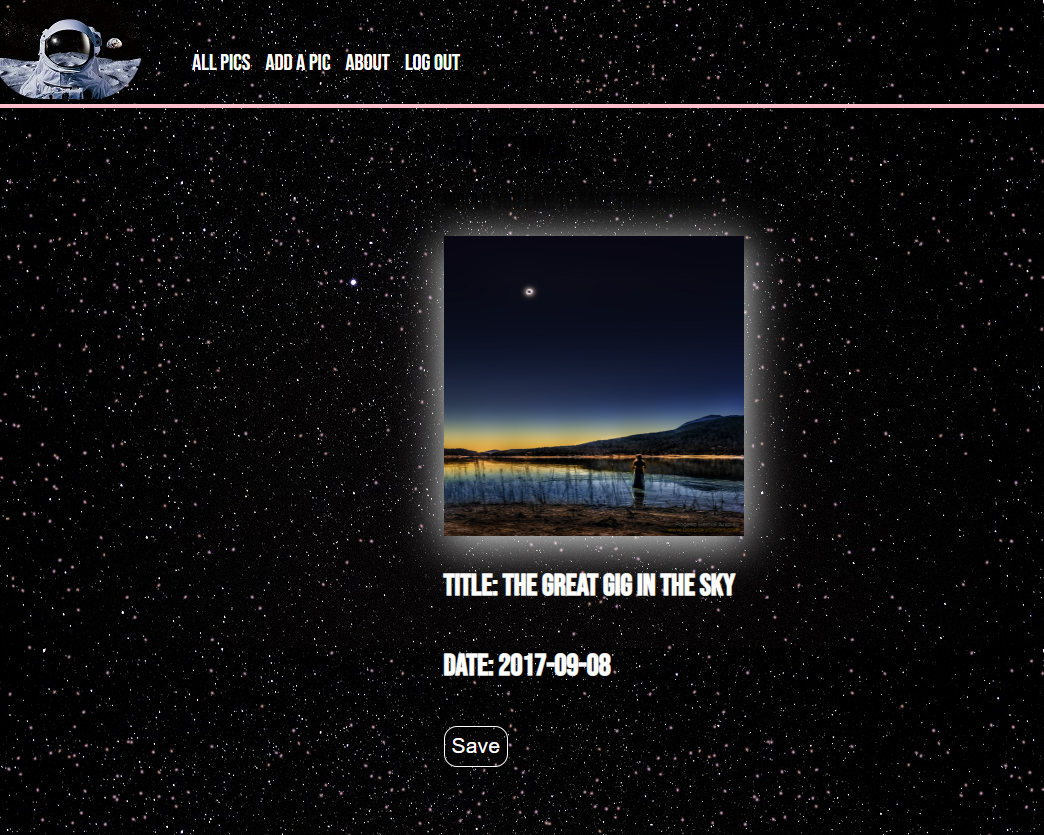 ALL PICS ADD A PIC ABOUT LOG OUT
TITLE: THE GREAT GIG IN THE SKY
DATE: 2017-09-08
Save